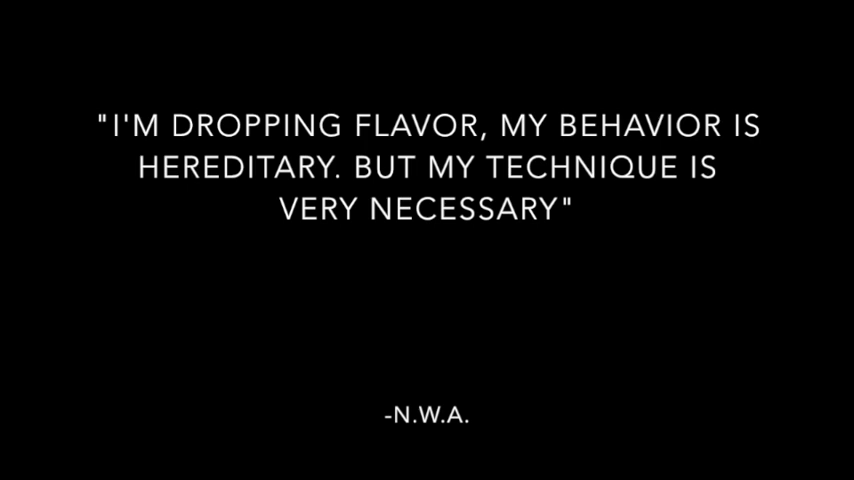 "I'M DROPPING FLAVOR, MY BEHAVIOR IS
HEREDITARY. BUT MY TECHNIQUE IS
VERY NECESSARY"
-N.W.A.